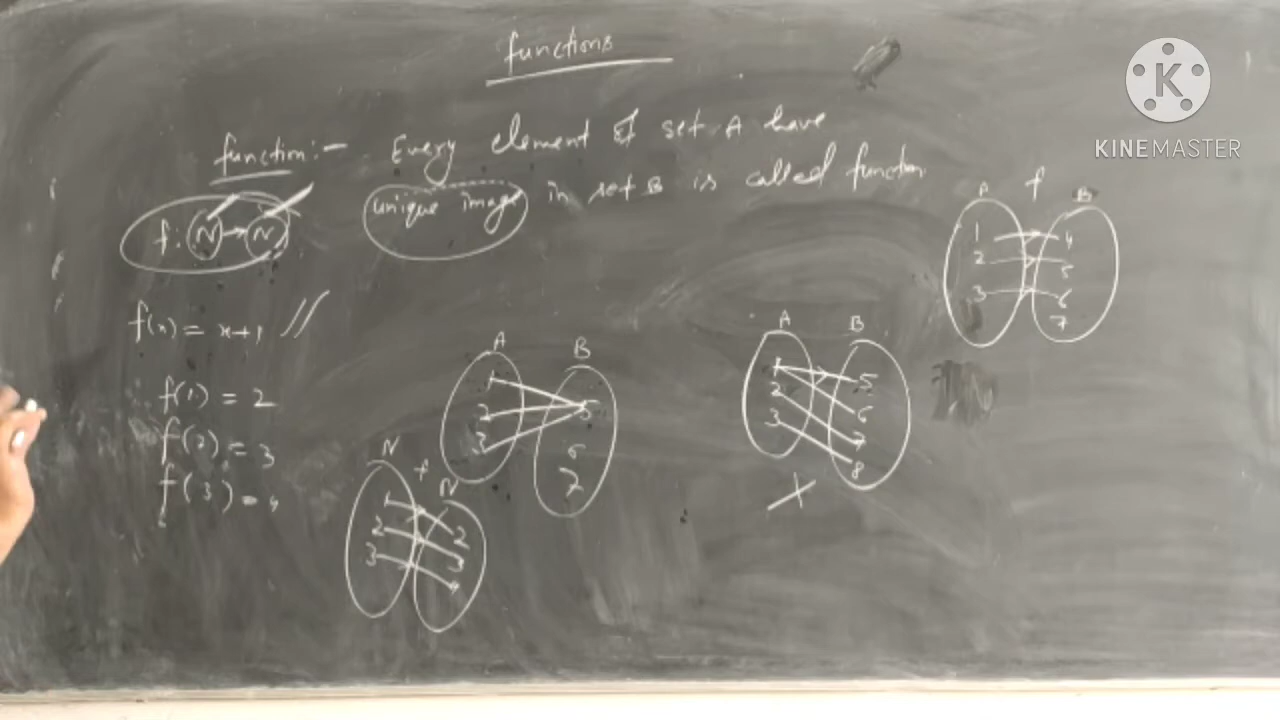 functions
function:- Every element of set A have
unique image in set B is called function
f: N → N
f(x) = x+1 //
f(1) = 2
f(2) = 3
f(3) = 4
N f N
1 2
2 3
3 4
A B
1 5
2 6
3 7
A B
1 5
2 6
3 7
8
X
A f B
1 4
2 5
3 6
7
K
KINEMASTER